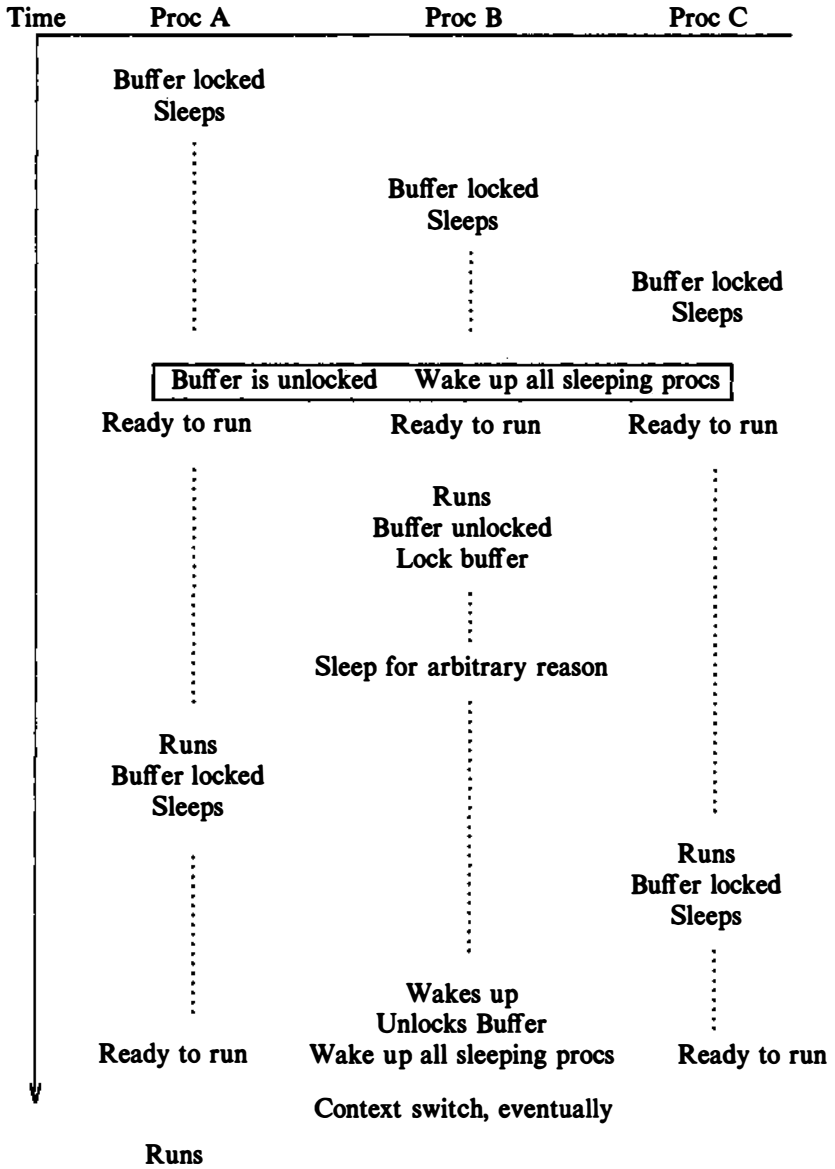 Time Proc A Proc B Proc C
Buffer locked
Sleeps
Buffer locked
Sleeps
Buffer locked
Sleeps
Buffer is unlocked Wake up all sleeping procs
Ready to run Ready to run Ready to run
Runs
Buffer unlocked
Lock buffer
Sleep for arbitrary reason
Runs
Buffer locked
Sleeps
Runs
Buffer locked
Sleeps
Wakes up
Unlocks Buffer
Ready to run Wake up all sleeping procs Ready to run
Context switch, eventually
Runs